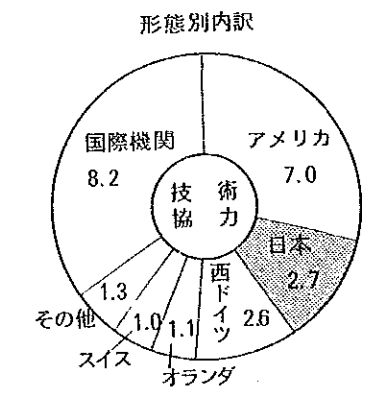 形態別内訳
国際機関
8.2
アメリカ
7.0
技術
協力
日本
2.7
西ドイツ
2.6
1.1
オランダ
1.0
スイス
1.3
その他